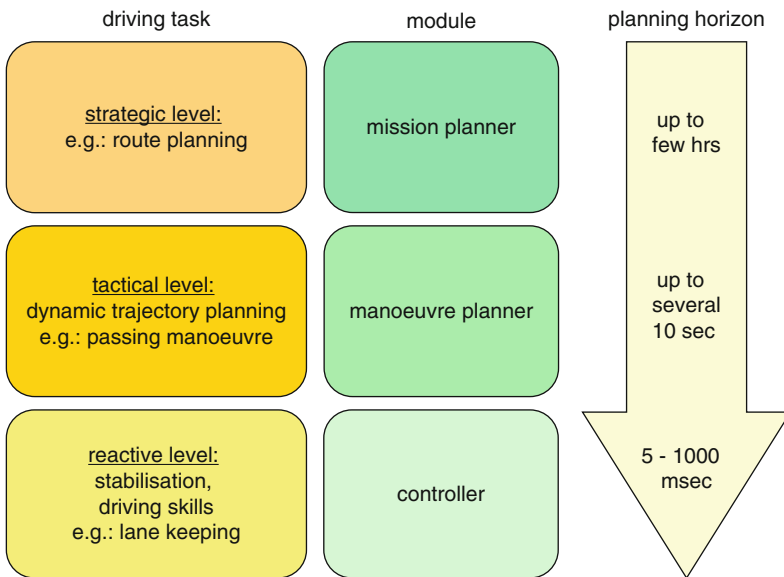 driving task
module
planning horizon
strategic level:
e.g.: route planning
mission planner
up to
few hrs
tactical level:
dynamic trajectory planning
e.g.: passing manoeuvre
manoeuvre planner
up to
several
10 sec
reactive level:
stabilisation,
driving skills
e.g.: lane keeping
controller
5 - 1000
msec